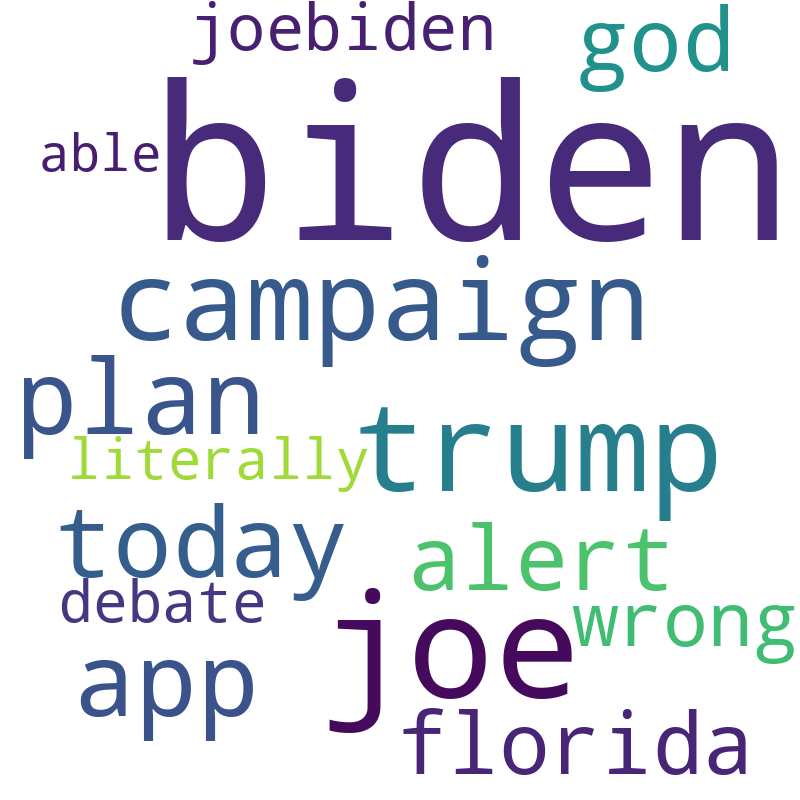 joebiden
god
biden
able
campaign
plan
trump
literally
today
alert
debate
wrong
joe
app
florida